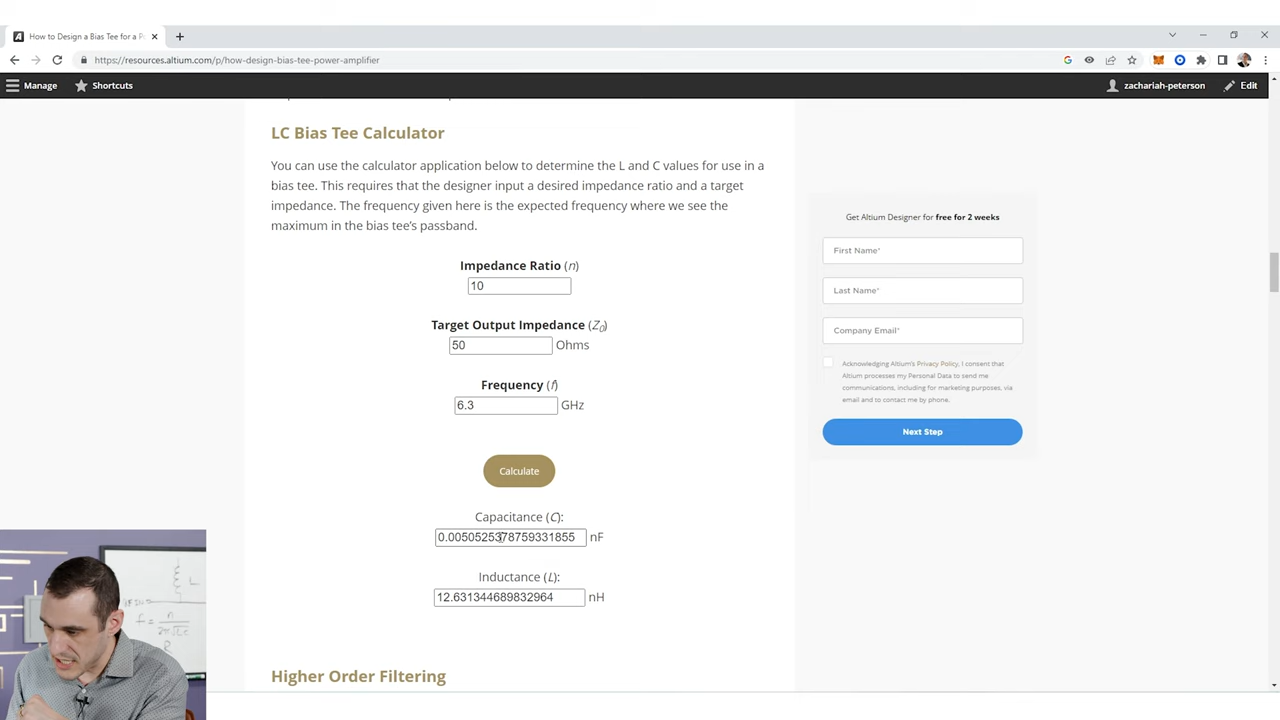 How to Design a Bias Tee for a P
https://resources.altium.com/p/how-design-bias-tee-power-amplifier
Manage Shortcuts zachariah-peterson Edit
LC Bias Tee Calculator
You can use the calculator application below to determine the L and C values for use in a
bias tee. This requires that the designer input a desired impedance ratio and a target
impedance. The frequency given here is the expected frequency where we see the
maximum in the bias tee's passband.
Impedance Ratio (n)
10
Target Output Impedance (Z0)
50 Ohms
Frequency (f)
6.3 GHz
Calculate
Capacitance (C):
0.0050525378759331855 nF
Inductance (L):
12.631344689832964 nH
Higher Order Filtering
Get Altium Designer for free for 2 weeks
First Name*
Last Name*
Company Email*
Acknowledging Altium's Privacy Policy, I consent that
Altium processes my Personal Data to send me
communications, including for marketing purposes, via
email and to contact me by phone.
Next Step